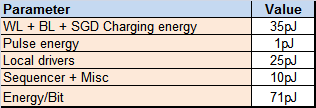 Parameter Value
WL + BL + SGD Charging energy 35pJ
Pulse energy 1pJ
Local drivers 25pJ
Sequencer + Misc 10pJ
Energy/Bit 71pJ